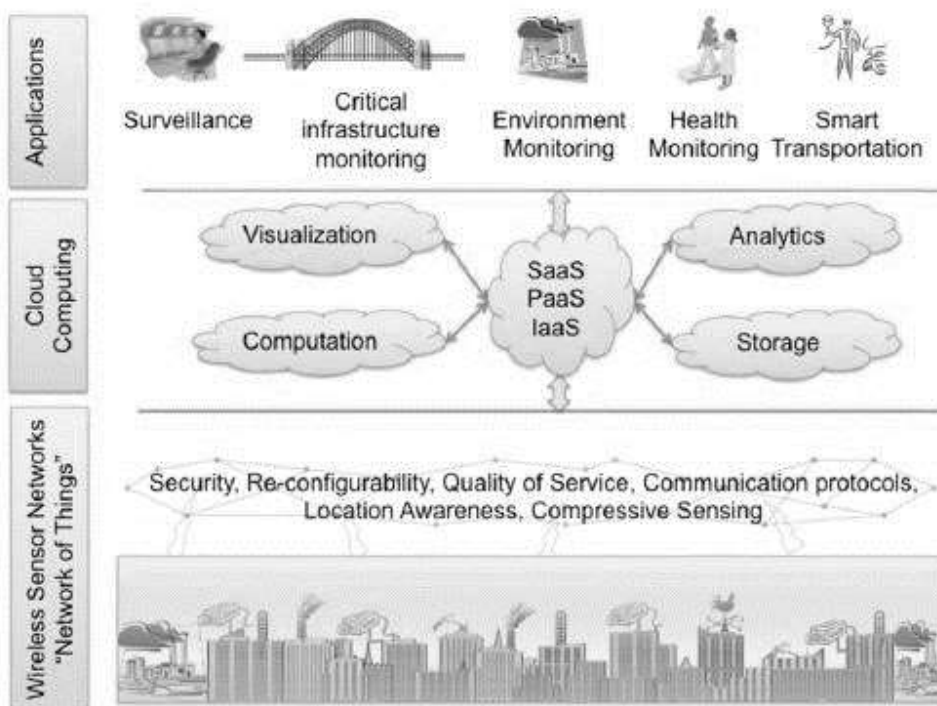 Applications
Surveillance
Critical
infrastructure
monitoring
Environment
Monitoring
Health
Monitoring
Smart
Transportation
Cloud
Computing
Visualization
Computation
SaaS
PaaS
IaaS
Analytics
Storage
Wireless Sensor Networks
“Network of Things”
Security, Re-configurability, Quality of Service, Communication protocols,
Location Awareness, Compressive Sensing